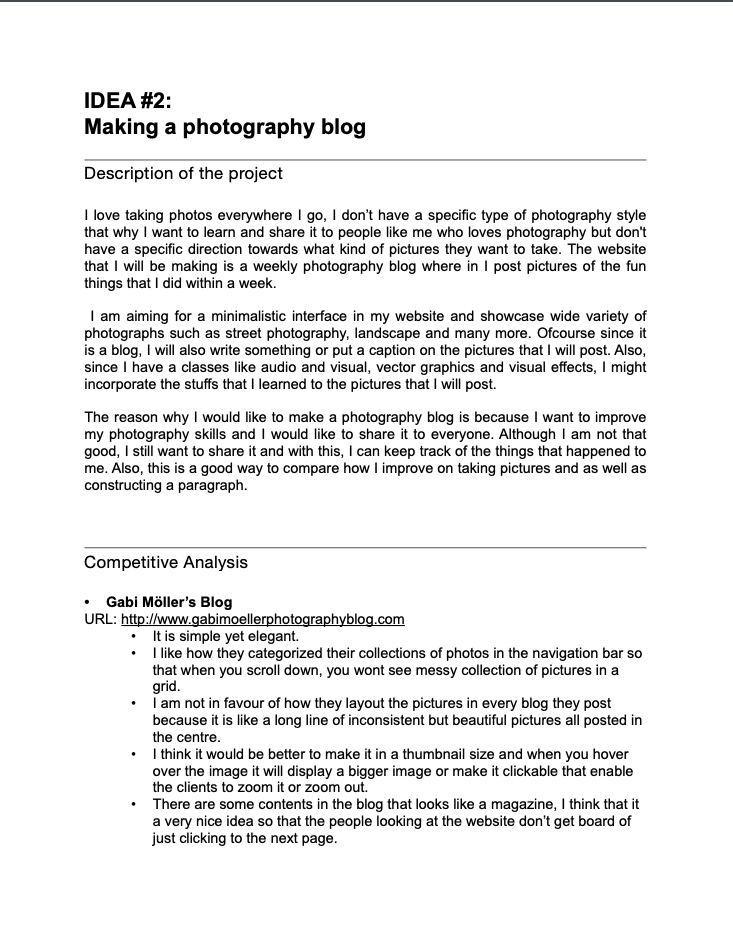 IDEA #2:
Making a photography blog
Description of the project
I love taking photos everywhere I go, I don’t have a specific type of photography style
that why I want to learn and share it to people like me who loves photography but don't
have a specific direction towards what kind of pictures they want to take. The website
that I will be making is a weekly photography blog where in I post pictures of the fun
things that I did within a week.
I am aiming for a minimalistic interface in my website and showcase wide variety of
photographs such as street photography, landscape and many more. Ofcourse since it
is a blog, I will also write something or put a caption on the pictures that I will post. Also,
since I have a classes like audio and visual, vector graphics and visual effects, I might
incorporate the stuffs that I learned to the pictures that I will post.
The reason why I would like to make a photography blog is because I want to improve
my photography skills and I would like to share it to everyone. Although I am not that
good, I still want to share it and with this, I can keep track of the things that happened to
me. Also, this is a good way to compare how I improve on taking pictures and as well as
constructing a paragraph.
Competitive Analysis
• Gabi Möller’s Blog
URL: http://www.gabimoellerphotographyblog.com
• It is simple yet elegant.
• I like how they categorized their collections of photos in the navigation bar so
that when you scroll down, you wont see messy collection of pictures in a
grid.
• I am not in favour of how they layout the pictures in every blog they post
because it is like a long line of inconsistent but beautiful pictures all posted in
the centre.
• I think it would be better to make it in a thumbnail size and when you hover
over the image it will display a bigger image or make it clickable that enable
the clients to zoom it or zoom out.
• There are some contents in the blog that looks like a magazine, I think that it
a very nice idea so that the people looking at the website don’t get board of
just clicking to the next page.